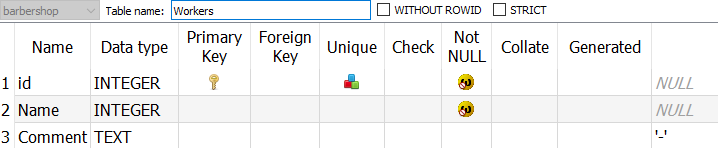 barbershop Table name: Workers WITHOUT ROWID STRICT
Name Data type Primary Key Foreign Key Unique Check Not NULL Collate Generated
1 id INTEGER NULL
2 Name INTEGER NULL
3 Comment TEXT '-'